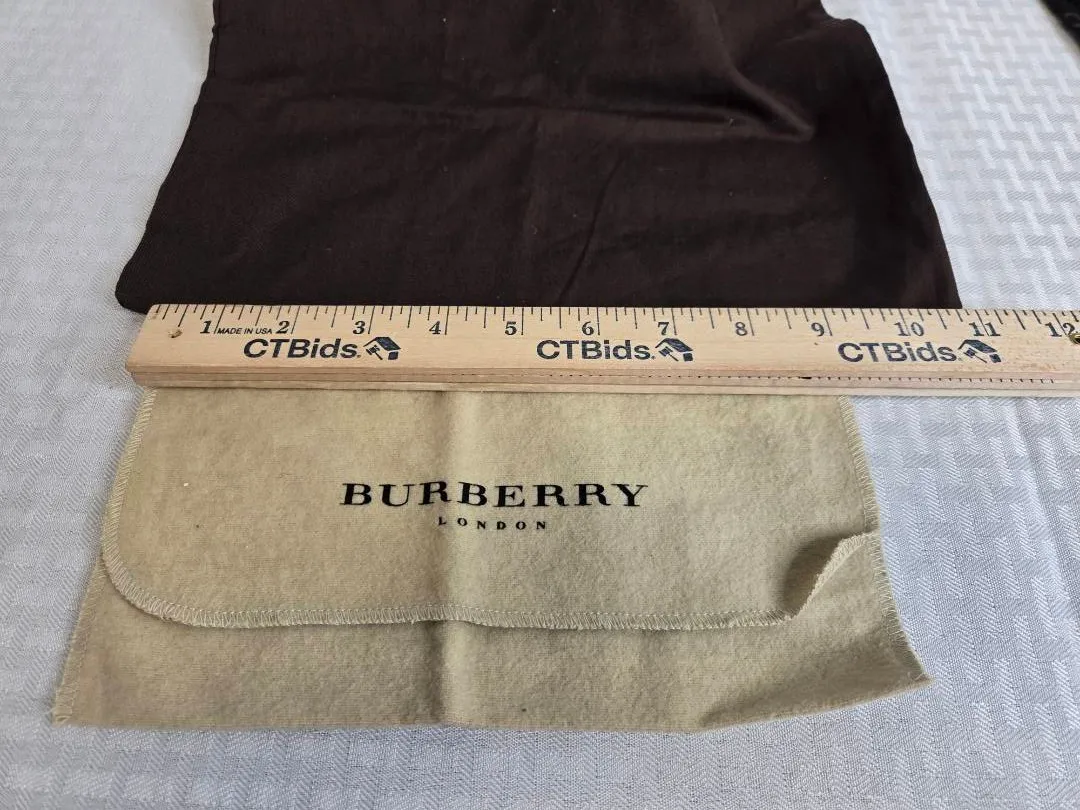 1 MADE IN USA 2 3 4 5 6 7 8 9 10 11 12
CTBids. CTBids. CTBids.
BURBERRY
LONDON